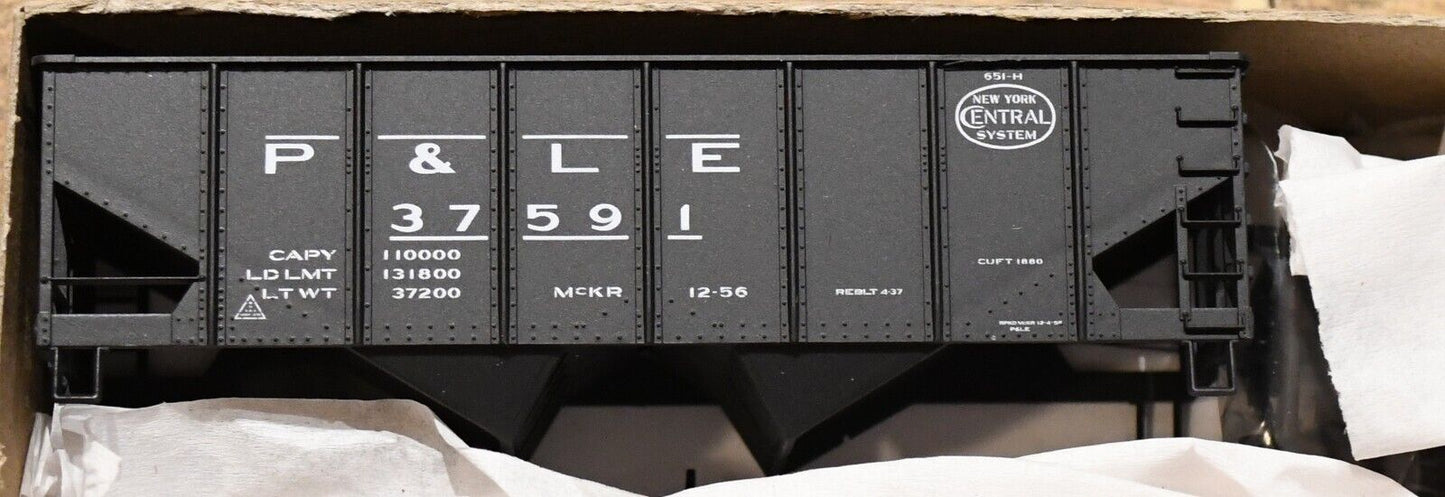 P & L E
37591
CAPY 110000
LD LMT 131800
LT WT 37200 McKR 12-56
651-H
NEW YORK
CENTRAL
SYSTEM
CUFT 1880
REBLT 4-37
P&LE